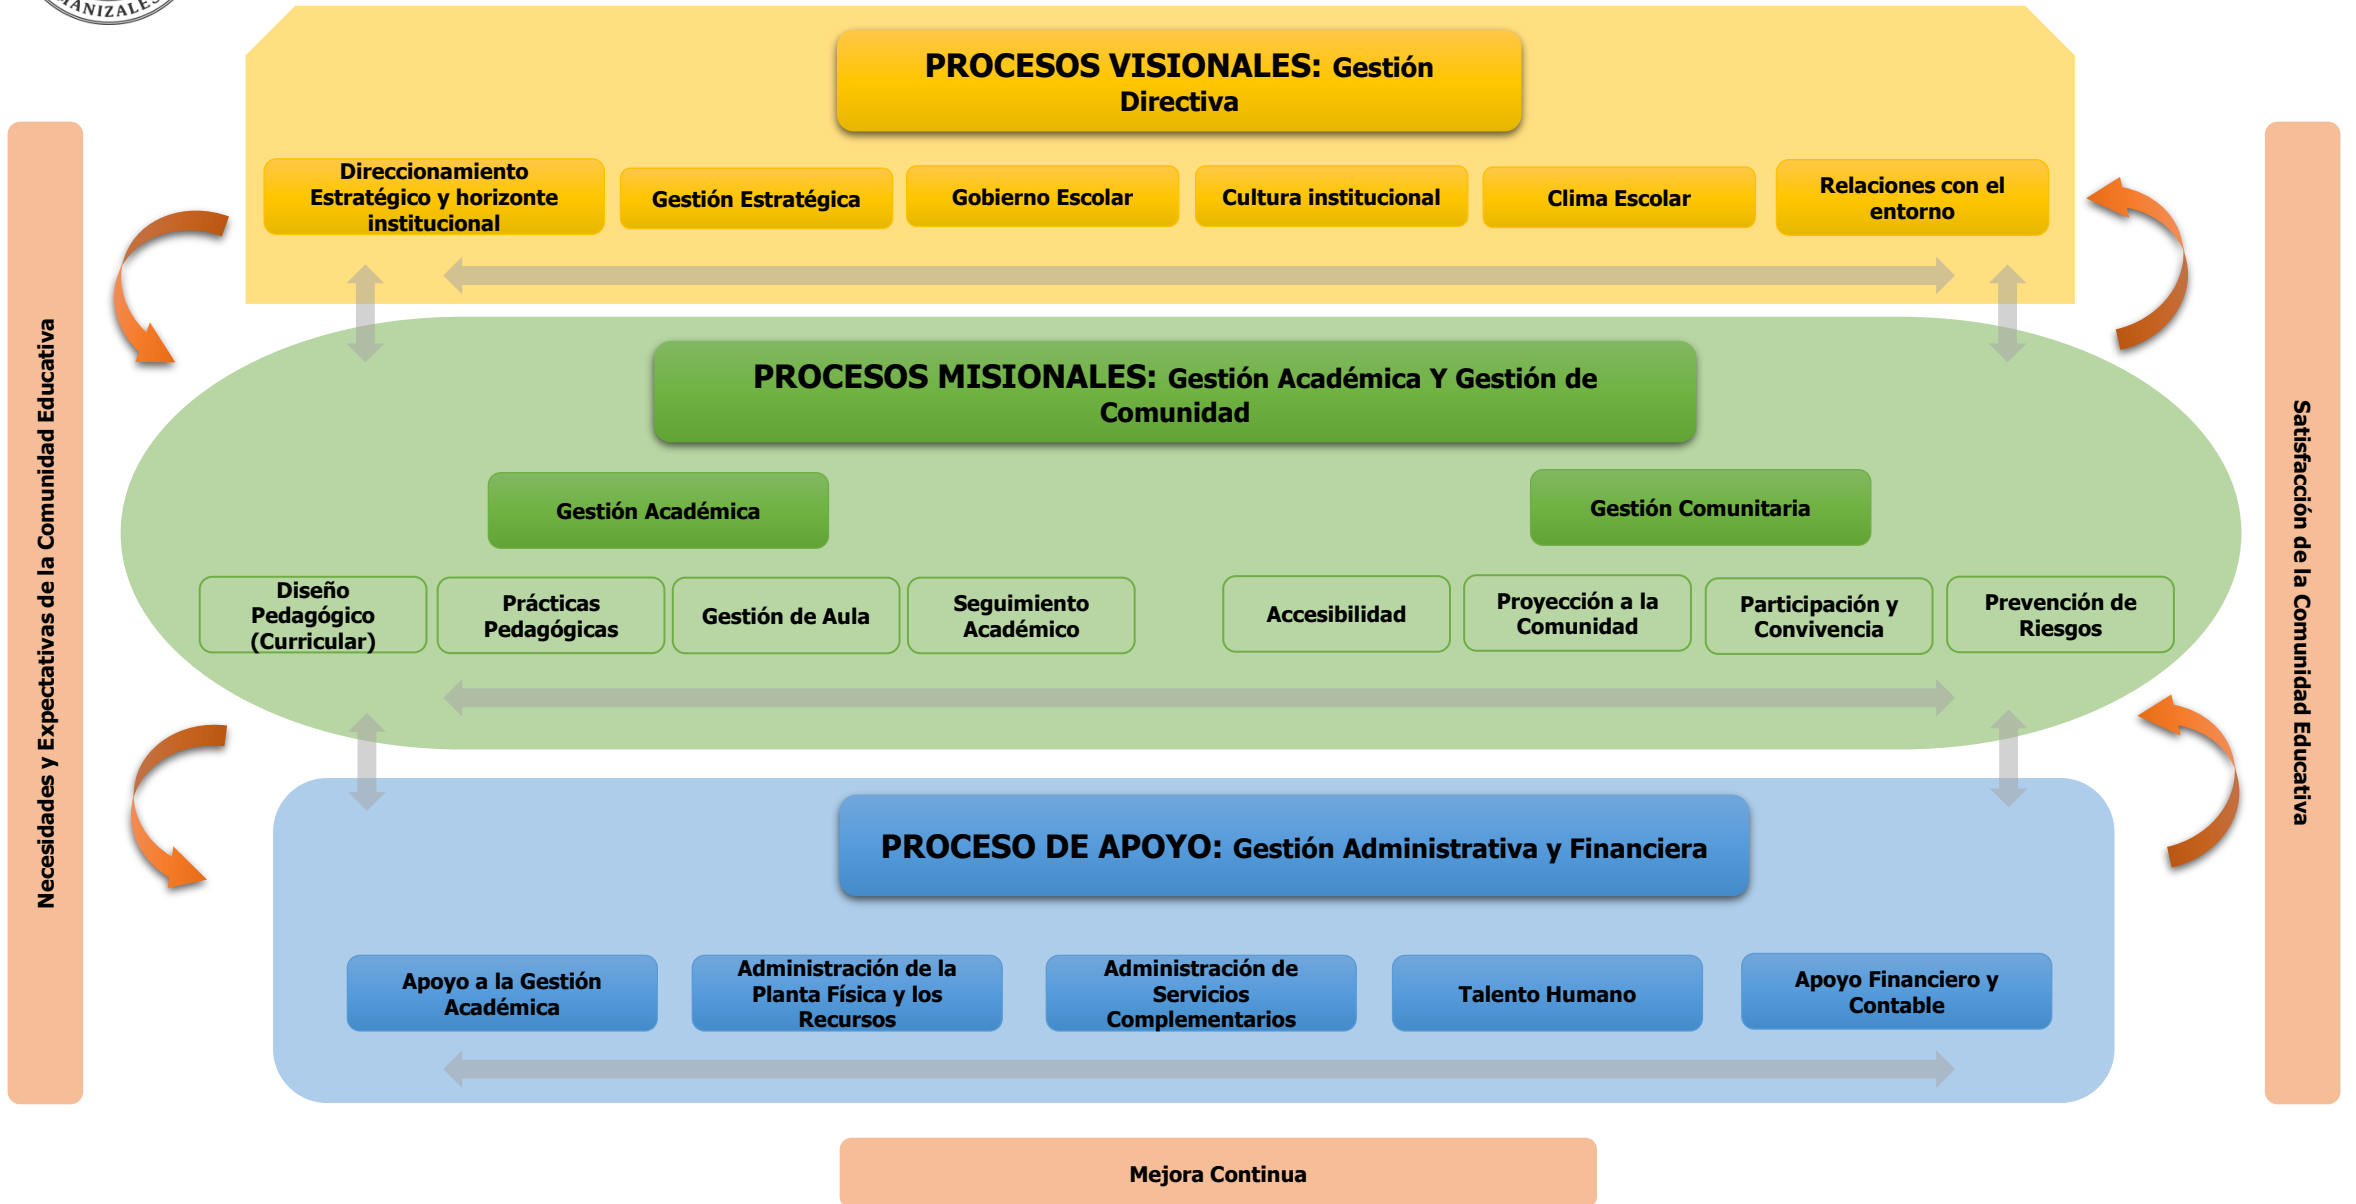 MANIZALES
PROCESOS VISIONALES: Gestión
Directiva
Direccionamiento
Estratégico y horizonte
institucional
Gestión Estratégica
Gobierno Escolar
Cultura institucional
Clima Escolar
Relaciones con el
entorno
Necesidades y Expectativas de la Comunidad Educativa
PROCESOS MISIONALES: Gestión Académica Y Gestión de
Comunidad
Gestión Académica
Gestión Comunitaria
Diseño
Pedagógico
(Curricular)
Prácticas
Pedagógicas
Gestión de Aula
Seguimiento
Académico
Accesibilidad
Proyección a la
Comunidad
Participación y
Convivencia
Prevención de
Riesgos
Satisfacción de la Comunidad Educativa
PROCESO DE APOYO: Gestión Administrativa y Financiera
Apoyo a la Gestión
Académica
Administración de la
Planta Física y los
Recursos
Administración de
Servicios
Complementarios
Talento Humano
Apoyo Financiero y
Contable
Mejora Continua